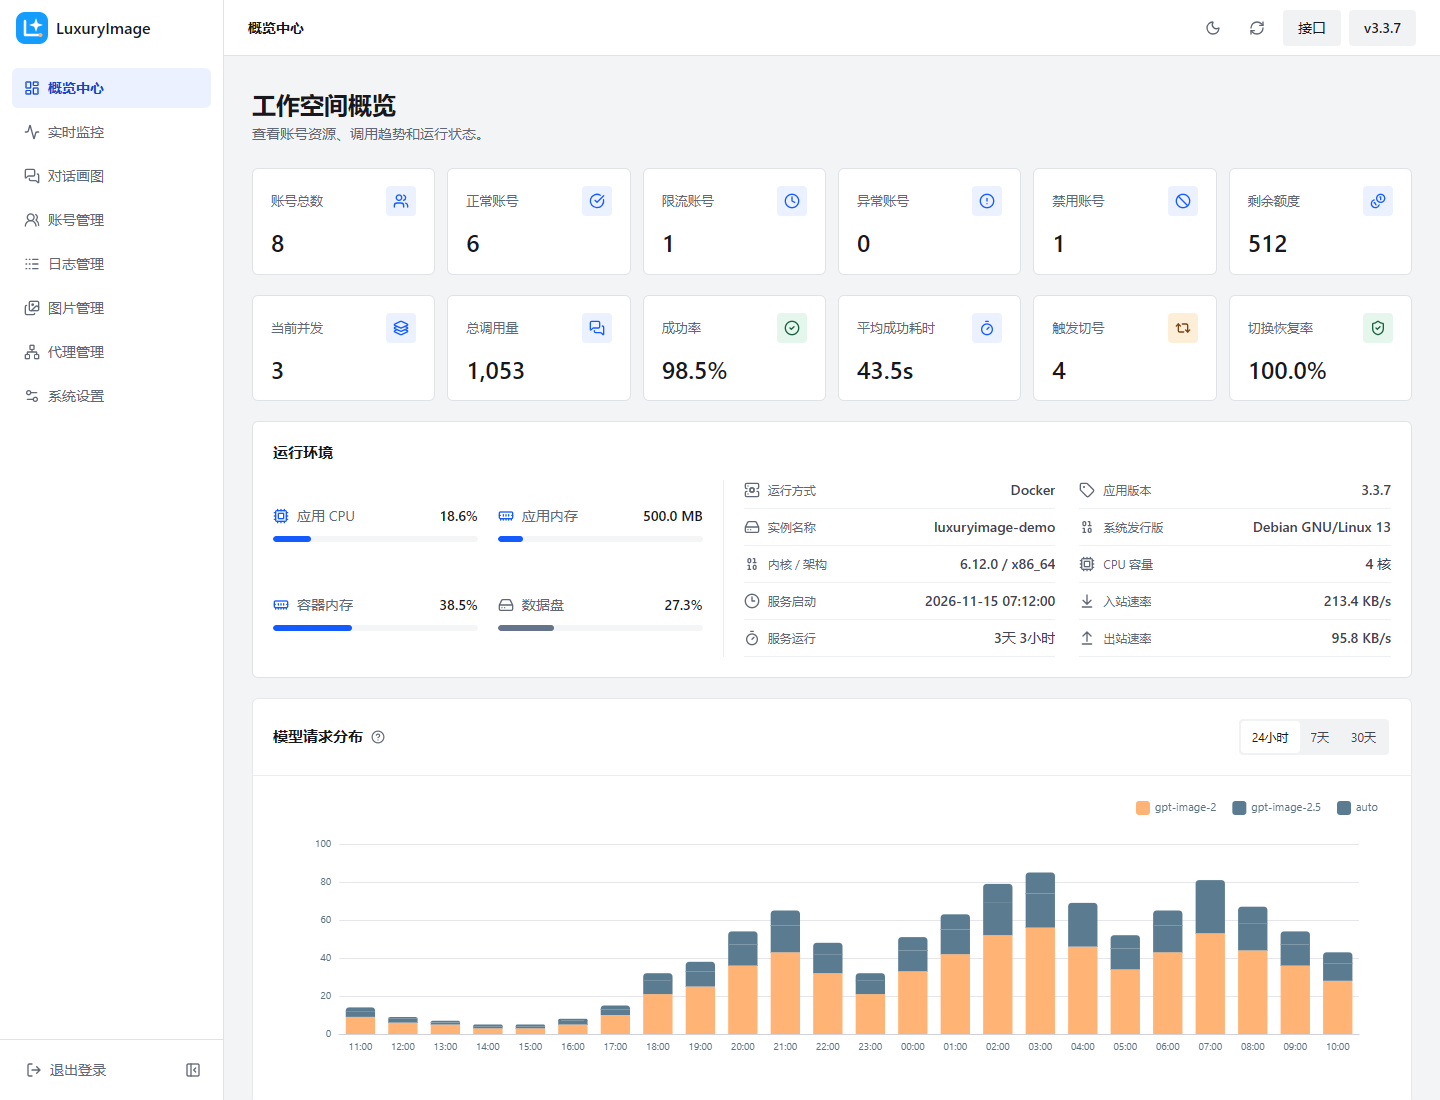 LuxuryImage
概览中心
实时监控
对话画图
账号管理
日志管理
图片管理
代理管理
系统设置
退出登录
概览中心
接口
v3.3.7
工作空间概览
查看账号资源、调用趋势和运行状态。
账号总数
8
正常账号
6
限流账号
1
异常账号
0
禁用账号
1
剩余额度
512
当前并发
3
总调用量
1,053
成功率
98.5%
平均成功耗时
43.5s
触发切号
4
切换恢复率
100.0%
运行环境
应用 CPU 18.6%
应用内存 500.0 MB
容器内存 38.5%
数据盘 27.3%
运行方式 Docker
应用版本 3.3.7
实例名称 luxuryimage-demo
系统发行版 Debian GNU/Linux 13
内核 / 架构 6.12.0 / x86_64
CPU 容量 4 核
服务启动 2026-11-15 07:12:00
入站速率 213.4 KB/s
服务运行 3天 3小时
出站速率 95.8 KB/s
模型请求分布
24小时 7天 30天
gpt-image-2 gpt-image-2.5 auto
100
80
60
40
20
0
11:00 12:00 13:00 14:00 15:00 16:00 17:00 18:00 19:00 20:00 21:00 22:00 23:00 00:00 01:00 02:00 03:00 04:00 05:00 06:00 07:00 08:00 09:00 10:00